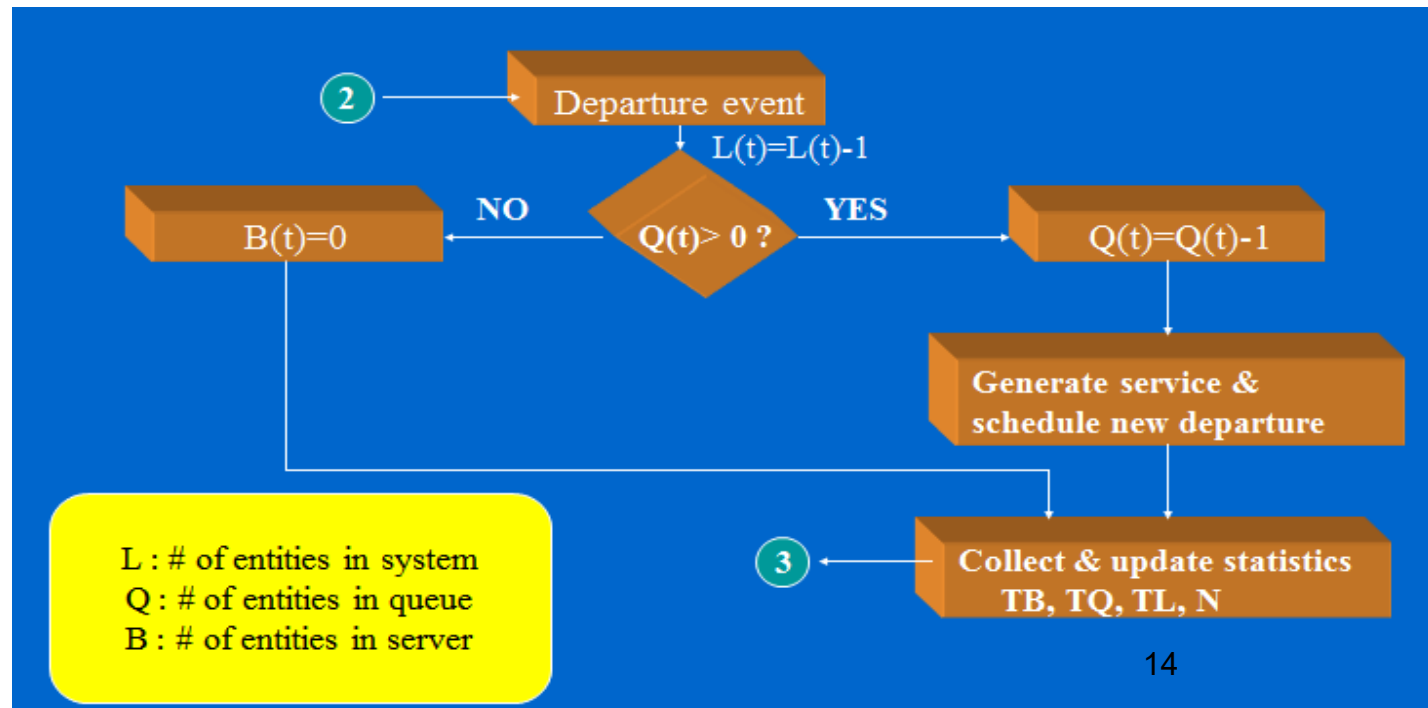 2
Departure event
L(t)=L(t)-1
NO
YES
B(t)=0
Q(t)> 0 ?
Q(t)=Q(t)-1
Generate service &
schedule new departure
L : # of entities in system
Q : # of entities in queue
B : # of entities in server
3
Collect & update statistics
TB, TQ, TL, N
14